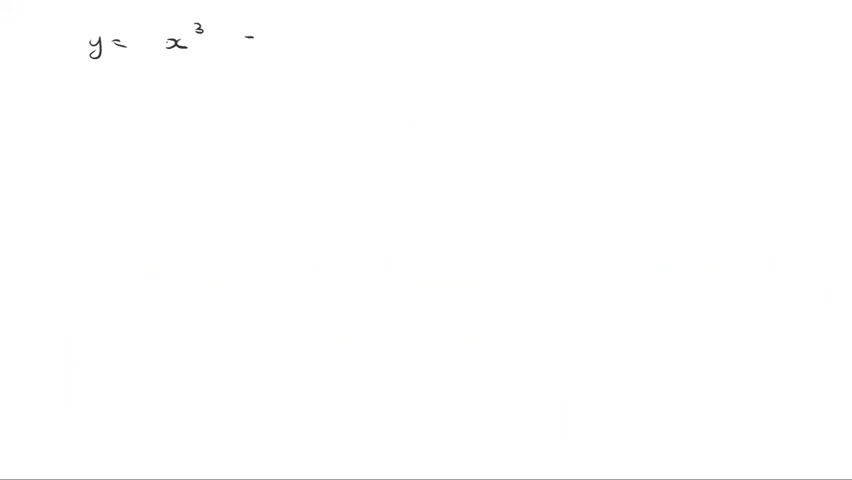 y = x³ -